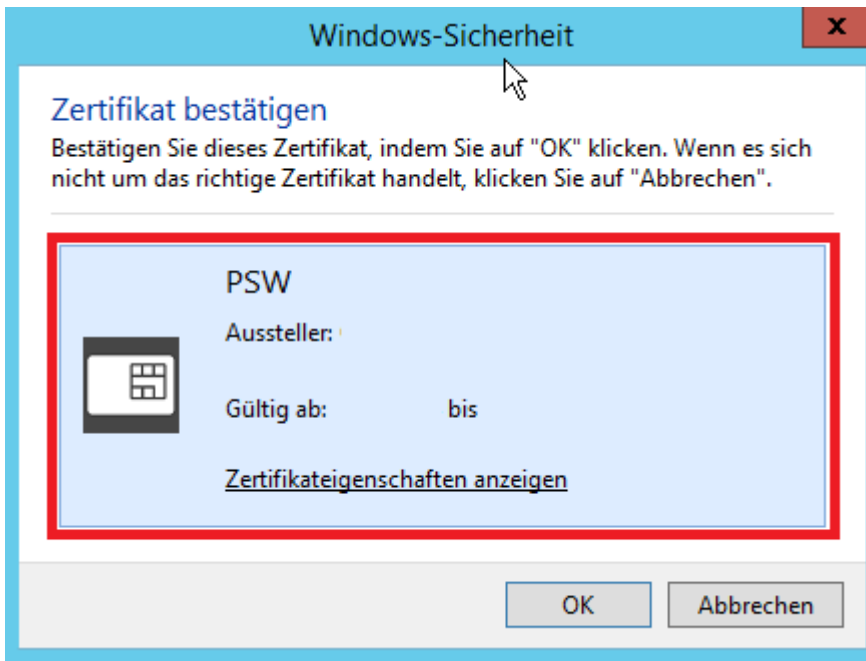 Windows-Sicherheit
x
Zertifikat bestätigen
Bestätigen Sie dieses Zertifikat, indem Sie auf "OK" klicken. Wenn es sich
nicht um das richtige Zertifikat handelt, klicken Sie auf "Abbrechen".
PSW
Aussteller:
Gültig ab: bis
Zertifikateigenschaften anzeigen
OK
Abbrechen